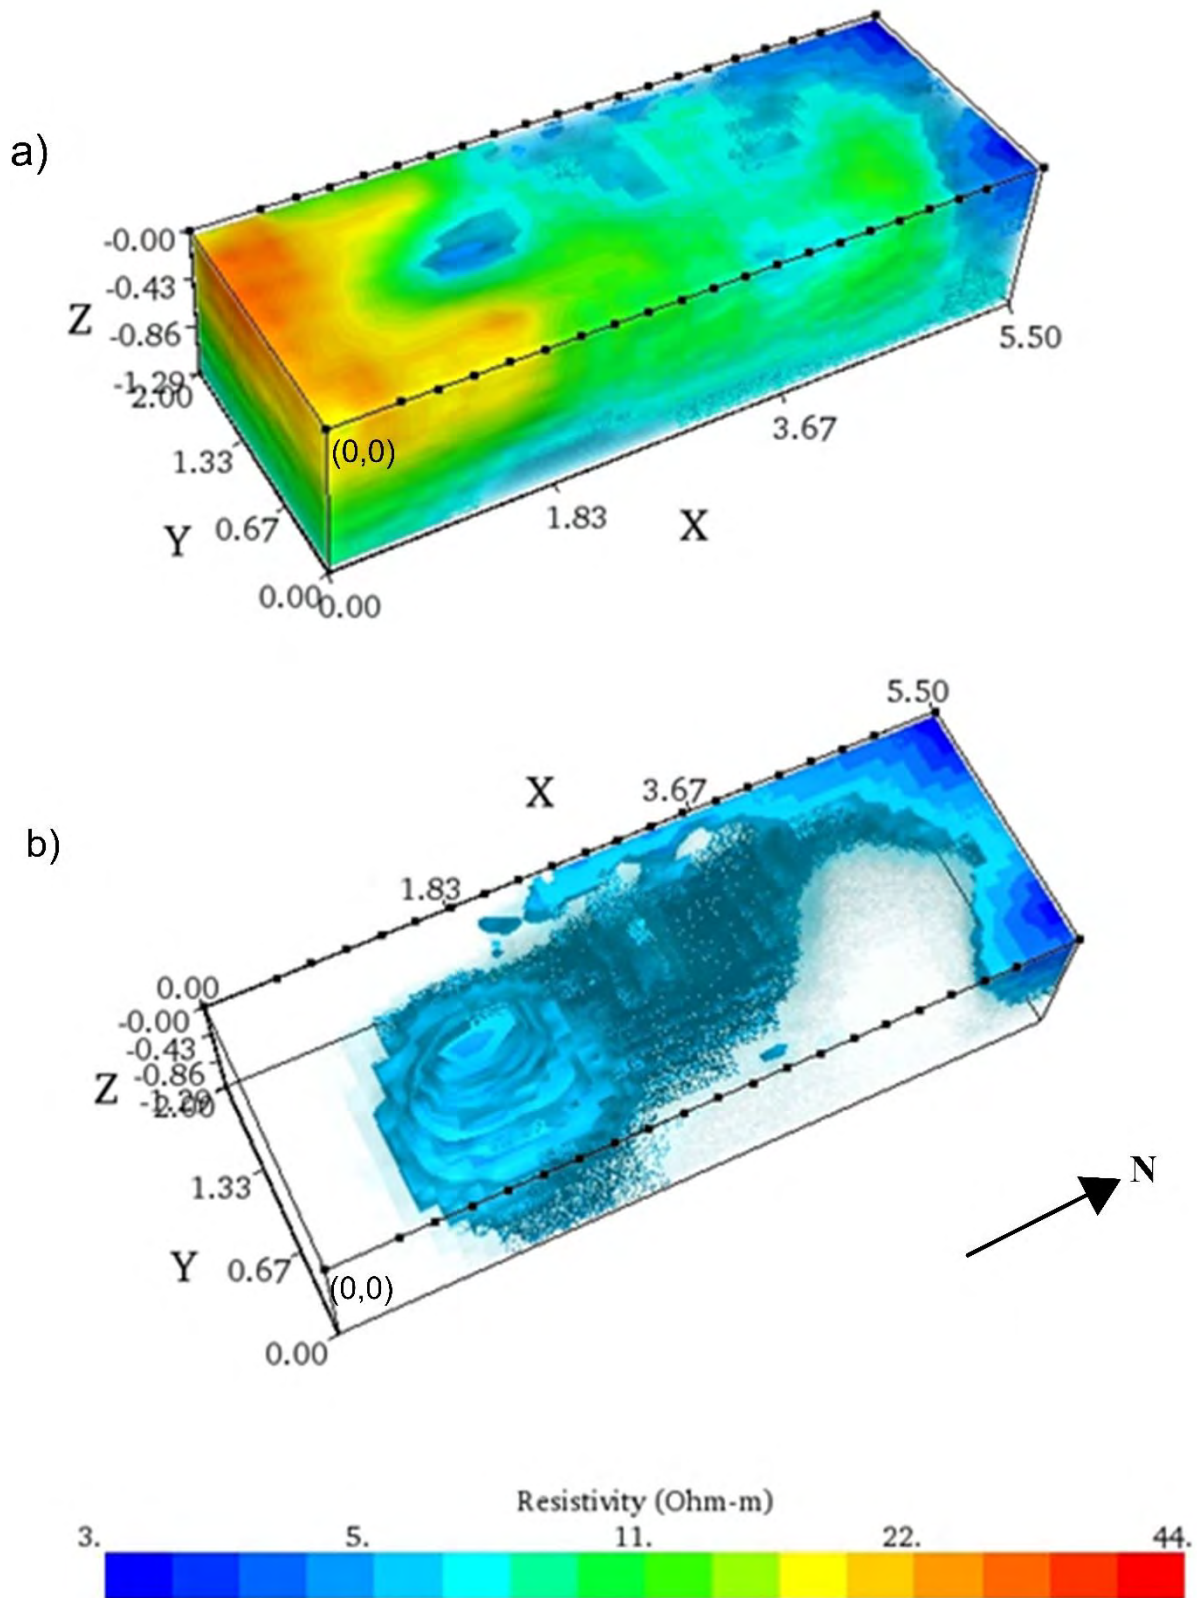 a)
-0.00
-0.43
Z
-0.86
-1.29
2.00
(0,0)
1.33
Y
0.67
0.00
0.00
1.83
X
3.67
5.50
5.50
X
3.67
b)
1.83
0.00
-0.00
-0.43
-0.86
Z
-1.29
2.00
1.33
Y
0.67
(0,0)
0.00
N
Resistivity (Ohm-m)
3. 5. 11. 22. 44.